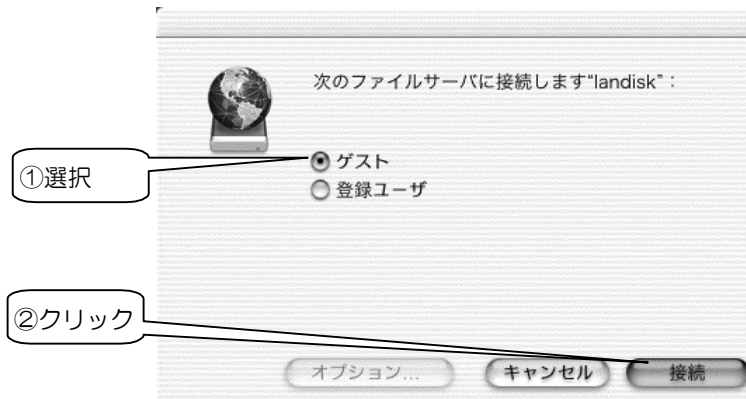 次のファイルサーバに接続します“landisk”：
①選択
ゲスト
登録ユーザ
②クリック
オプション...
キャンセル
接続